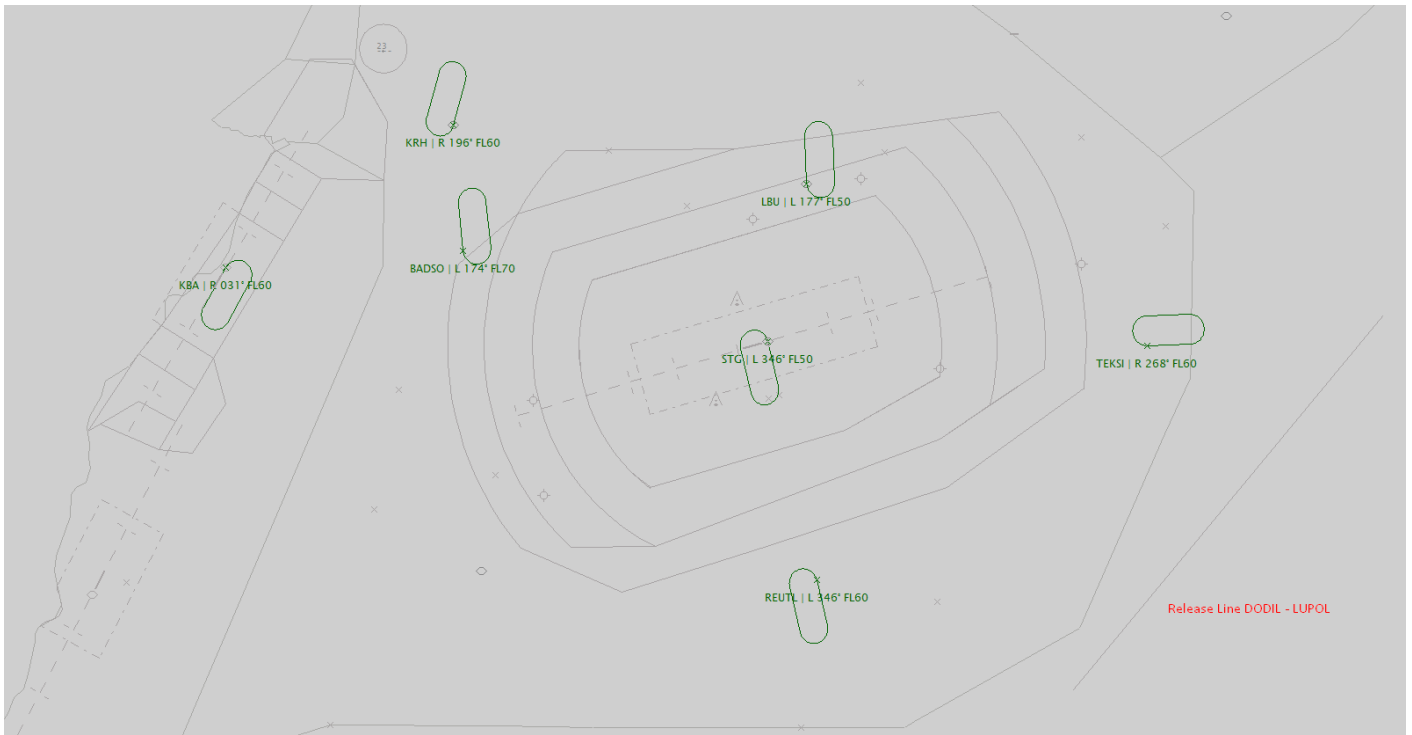 23
KRH | R 196° FL60
LBU | L 177° FL50
BADSO | L 174° FL70
KBA | R 031° FL60
STG | L 346° FL50
TEKSI | R 268° FL60
REUTL | L 346° FL60
Release Line DODIL - LUPOL